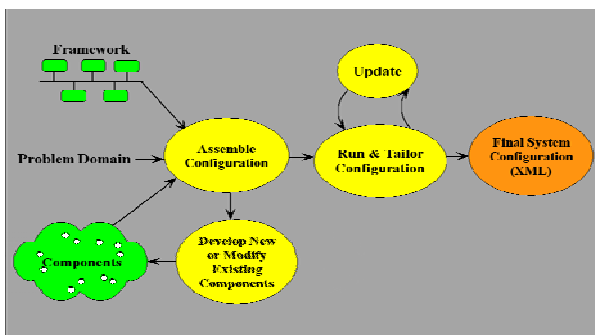 Framework
Update
Assemble
Configuration
Problem Domain
Run & Tailor
Configuration
Final System
Configuration
(XML)
Components
Develop New
or Modify
Existing
Components